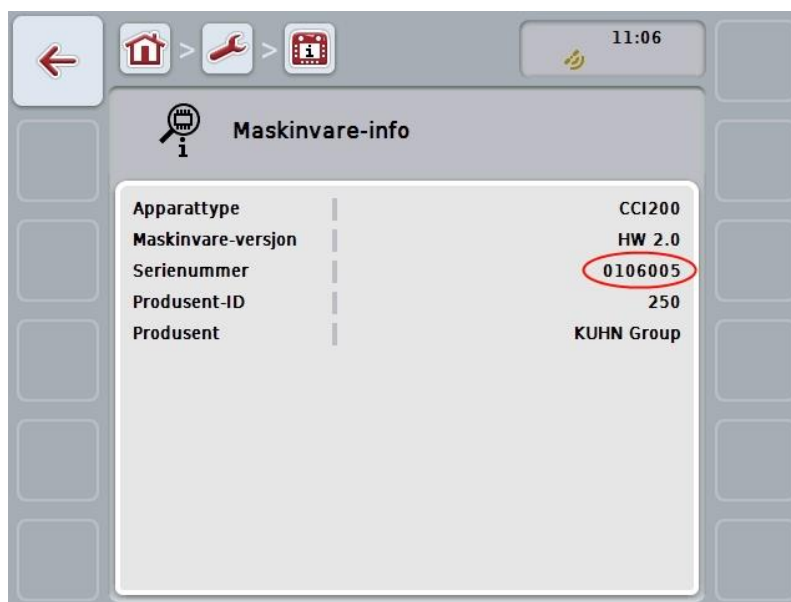 11:06
Maskinvare-info
Apparattype CCI200
Maskinvare-versjon HW 2.0
Serienummer 0106005
Produsent-ID 250
Produsent KUHN Group